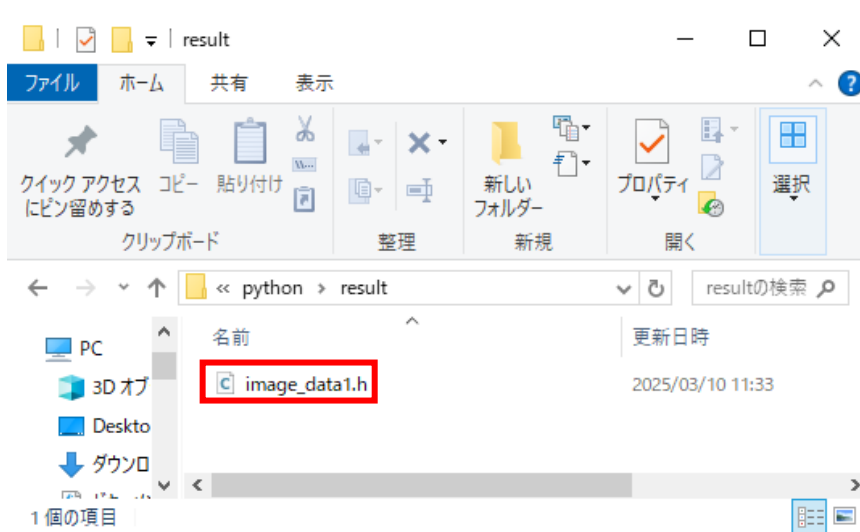 result
ファイル ホーム 共有 表示
クイック アクセス
にピン留めする
コピー
貼り付け
新しい
フォルダー
プロパティ
選択
クリップボード 整理 新規 開く
« python › result
resultの検索
PC
3D オブ
Deskto
ダウンロ
名前 更新日時
image_data1.h 2025/03/10 11:33
1 個の項目